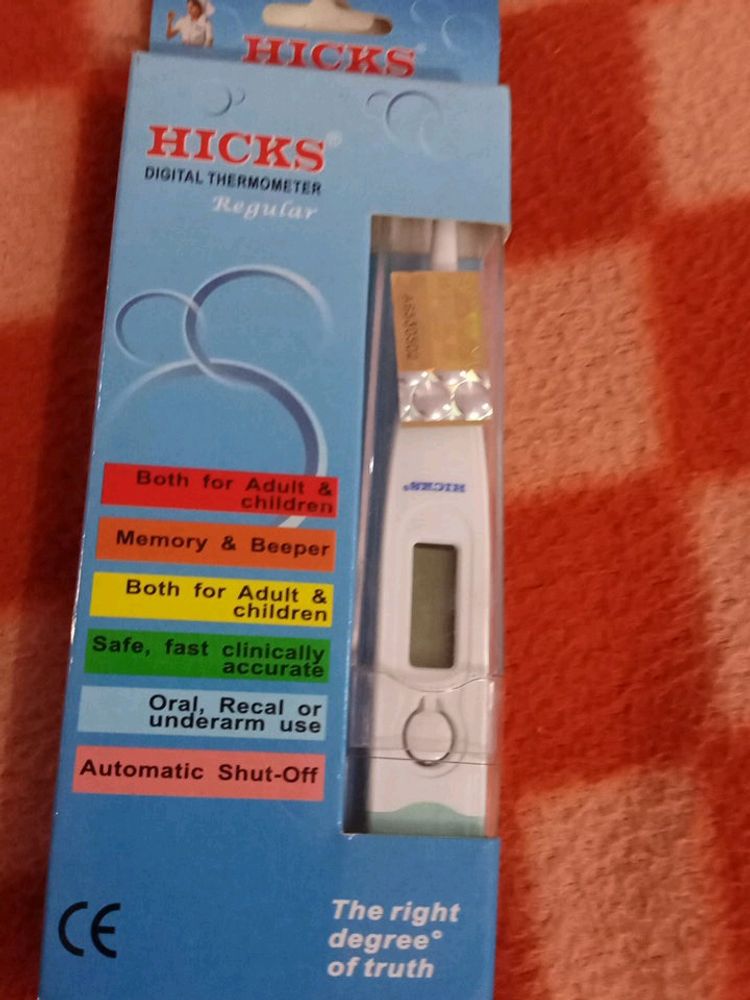 HICKS
HICKS®
DIGITAL THERMOMETER
Regular
A6530502
HICKS®
Both for Adult &
children
Memory & Beeper
Both for Adult &
children
Safe, fast clinically
accurate
Oral, Recal or
underarm use
Automatic Shut-Off
CE
The right
degree°
of truth